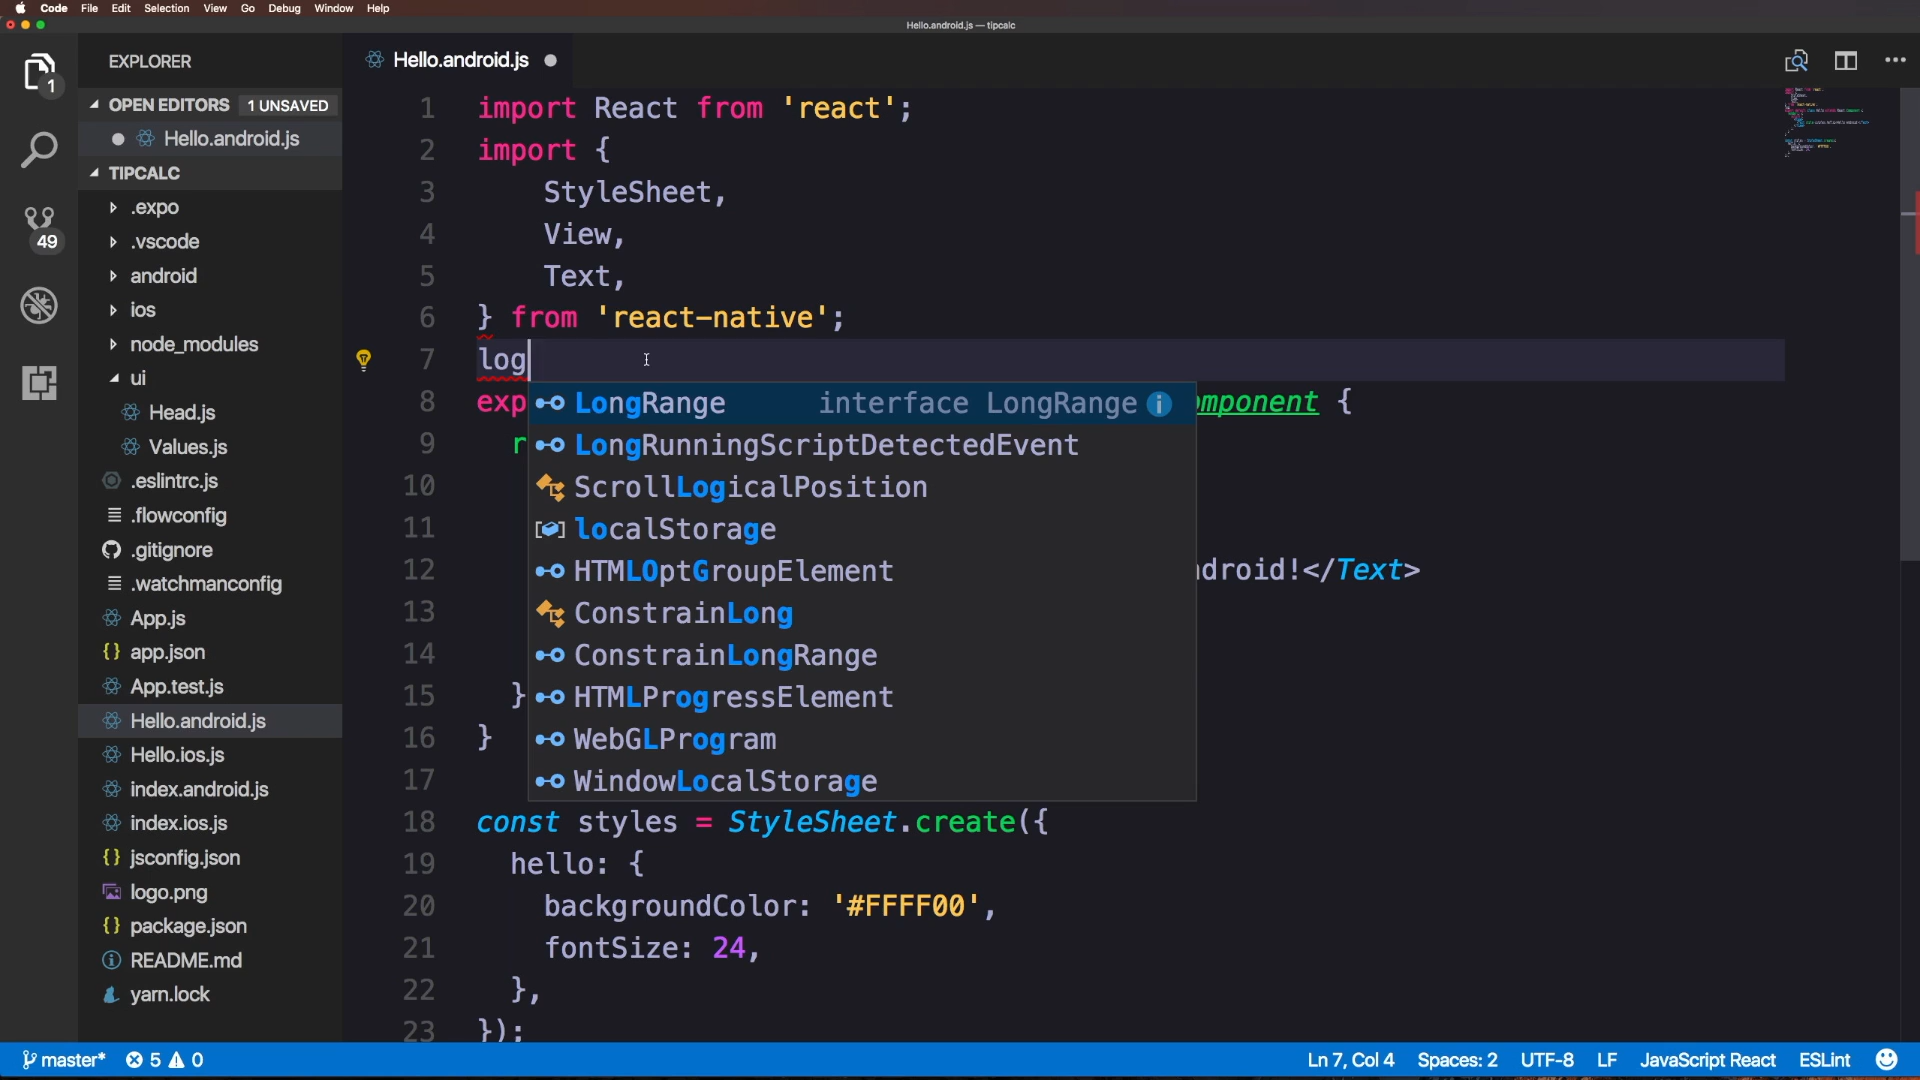 Code File Edit Selection View Go Debug Window Help
Hello.android.js — tipcalc
EXPLORER
OPEN EDITORS 1 UNSAVED
Hello.android.js
TIPCALC
.expo
.vscode
android
ios
node_modules
ui
Head.js
Values.js
.eslintrc.js
.flowconfig
.gitignore
.watchmanconfig
App.js
app.json
App.test.js
Hello.android.js
Hello.ios.js
index.android.js
index.ios.js
jsconfig.json
logo.png
package.json
README.md
yarn.lock
1
49
Hello.android.js
1 import React from 'react';
2 import {
3 StyleSheet,
4 View,
5 Text,
6 } from 'react-native';
7 log
8 exp omponent {
9 r
10
11
12 droid!</Text>
13
14
15 }
16 }
17
18 const styles = StyleSheet.create({
19 hello: {
20 backgroundColor: '#FFFF00',
21 fontSize: 24,
22 },
23 });
LongRange interface LongRange
LongRunningScriptDetectedEvent
ScrollLogicalPosition
localStorage
HTMLOptGroupElement
ConstrainLong
ConstrainLongRange
HTMLProgressElement
WebGLProgram
WindowLocalStorage
master* 5 0 Ln 7, Col 4 Spaces: 2 UTF-8 LF JavaScript React ESLint